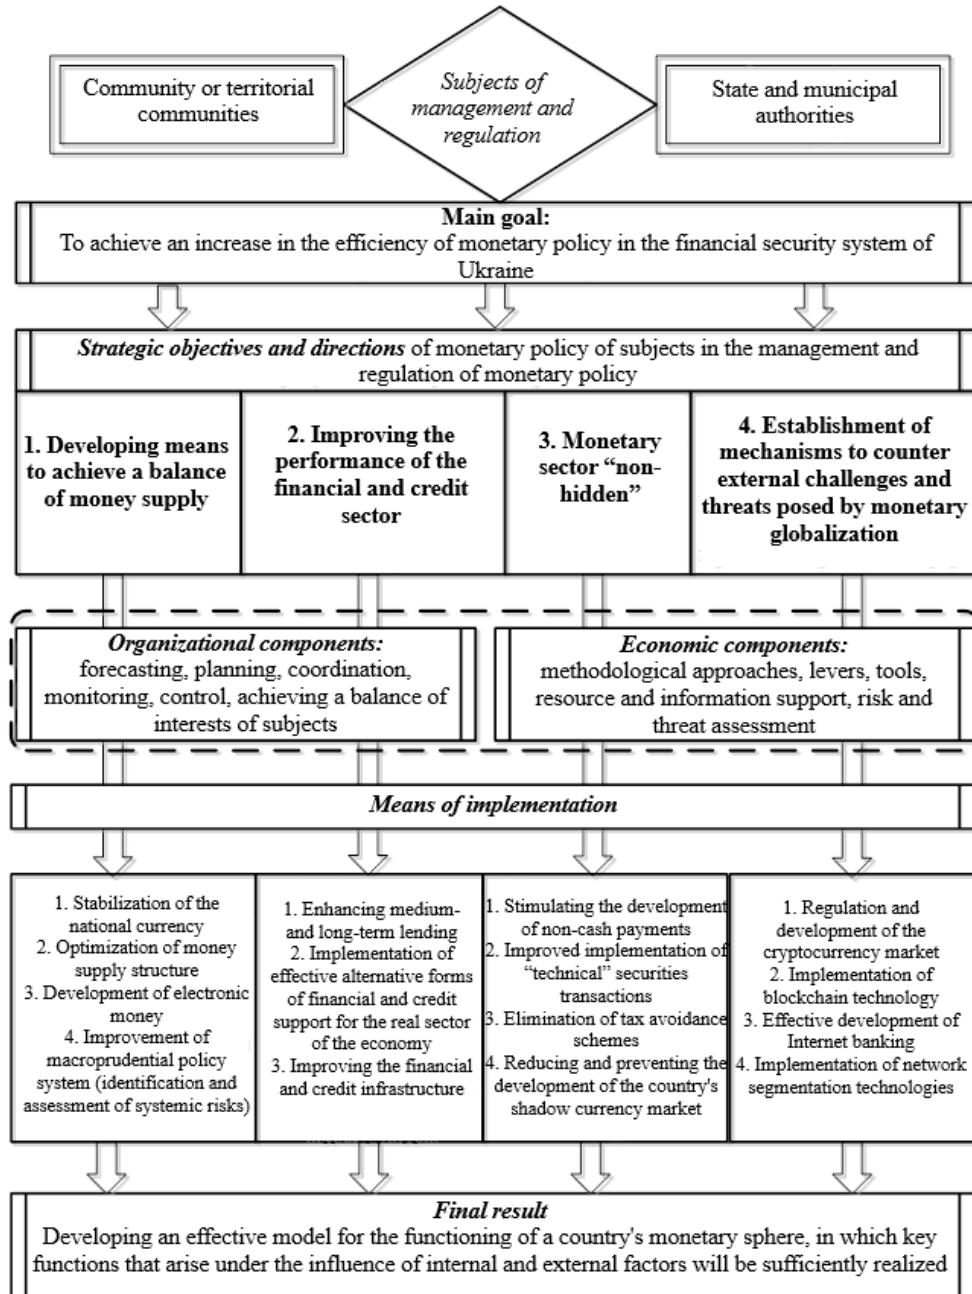 Community or territorial
communities
Subjects of
management and
regulation
State and municipal
authorities
Main goal:
To achieve an increase in the efficiency of monetary policy in the financial security system of
Ukraine
Strategic objectives and directions of monetary policy of subjects in the management and
regulation of monetary policy
1. Developing means
to achieve a balance
of money supply
2. Improving the
performance of the
financial and credit
sector
3. Monetary
sector “non-
hidden”
4. Establishment of
mechanisms to counter
external challenges and
threats posed by monetary
globalization
Organizational components:
forecasting, planning, coordination,
monitoring, control, achieving a balance of
interests of subjects
Economic components:
methodological approaches, levers, tools,
resource and information support, risk and
threat assessment
Means of implementation
1. Stabilization of the
national currency
2. Optimization of money
supply structure
3. Development of electronic
money
4. Improvement of
macroprudential policy
system (identification and
assessment of systemic risks)
1. Enhancing medium-
and long-term lending
2. Implementation of
effective alternative forms
of financial and credit
support for the real sector
of the economy
3. Improving the financial
and credit infrastructure
1. Stimulating the development
of non-cash payments
2. Improved implementation of
“technical” securities
transactions
3. Elimination of tax avoidance
schemes
4. Reducing and preventing the
development of the country's
shadow currency market
1. Regulation and
development of the
cryptocurrency market
2. Implementation of
blockchain technology
3. Effective development of
Internet banking
4. Implementation of network
segmentation technologies
Final result
Developing an effective model for the functioning of a country's monetary sphere, in which key
functions that arise under the influence of internal and external factors will be sufficiently realized